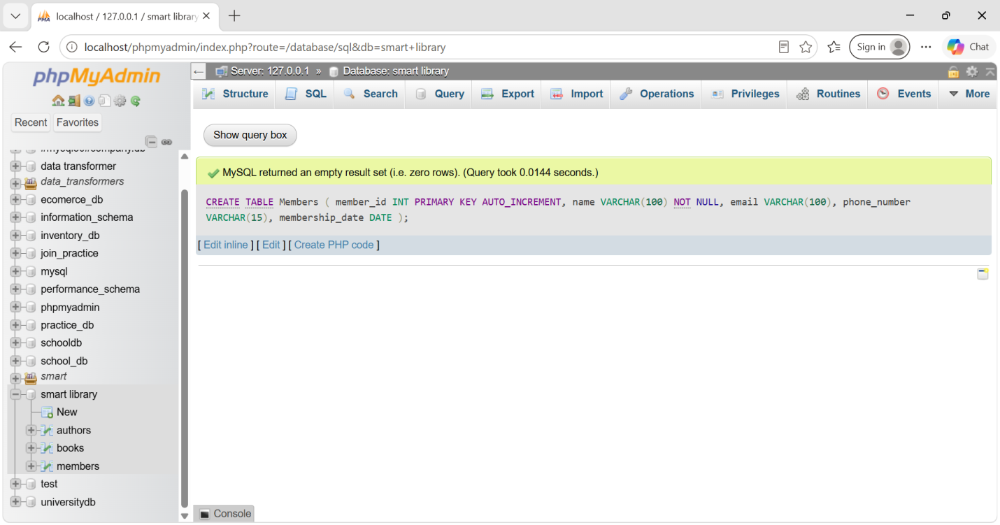 localhost / 127.0.0.1 / smart library
localhost/phpmyadmin/index.php?route=/database/sql&db=smart+library
Sign in
Chat
phpMyAdmin
Recent
Favorites
data transformer
data_transformers
ecomerce_db
information_schema
inventory_db
join_practice
mysql
performance_schema
phpmyadmin
practice_db
schooldb
school_db
smart
smart library
New
authors
books
members
test
universitydb
Server: 127.0.0.1 » Database: smart library
Structure SQL Search Query Export Import Operations Privileges Routines Events More
Show query box
MySQL returned an empty result set (i.e. zero rows). (Query took 0.0144 seconds.)
CREATE TABLE Members ( member_id INT PRIMARY KEY AUTO_INCREMENT, name VARCHAR(100) NOT NULL, email VARCHAR(100), phone_number
VARCHAR(15), membership_date DATE );
[ Edit inline ] [ Edit ] [ Create PHP code ]
Console